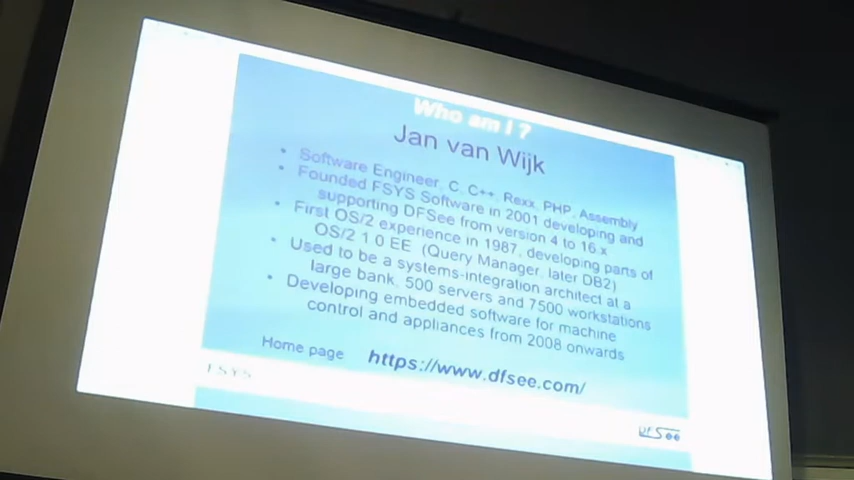 Who am I ?
Jan van Wijk
• Software Engineer, C, C++, Rexx, PHP, Assembly
• Founded FSYS Software in 2001 developing and
supporting DFSee from version 4 to 16.x
• First OS/2 experience in 1987, developing parts of
OS/2 1.0 EE (Query Manager, later DB2)
• Used to be a systems-integration architect at a
large bank, 500 servers and 7500 workstations
• Developing embedded software for machine
control and appliances from 2008 onwards
Home page https://www.dfsee.com/
FSYS
DFSee